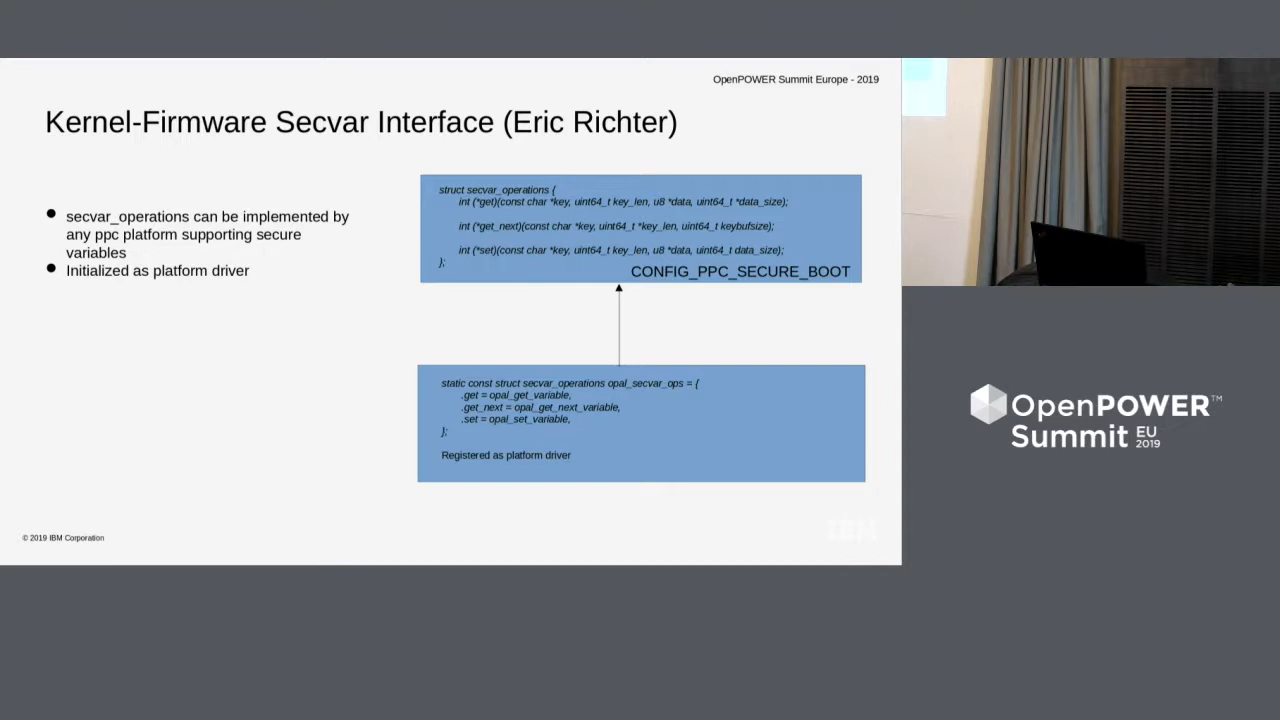 OpenPOWER Summit Europe - 2019
Kernel-Firmware Secvar Interface (Eric Richter)
secvar_operations can be implemented by
any ppc platform supporting secure
variables
Initialized as platform driver
struct secvar_operations {
int (*get)(const char *key, uint64_t key_len, u8 *data, uint64_t *data_size);
int (*get_next)(const char *key, uint64_t *key_len, uint64_t keybufsize);
int (*set)(const char *key, uint64_t key_len, u8 *data, uint64_t data_size);
};
CONFIG_PPC_SECURE_BOOT
static const struct secvar_operations opal_secvar_ops = {
.get = opal_get_variable,
.get_next = opal_get_next_variable,
.set = opal_set_variable,
};
Registered as platform driver
© 2019 IBM Corporation
IBM
OpenPOWER™
Summit EU
2019